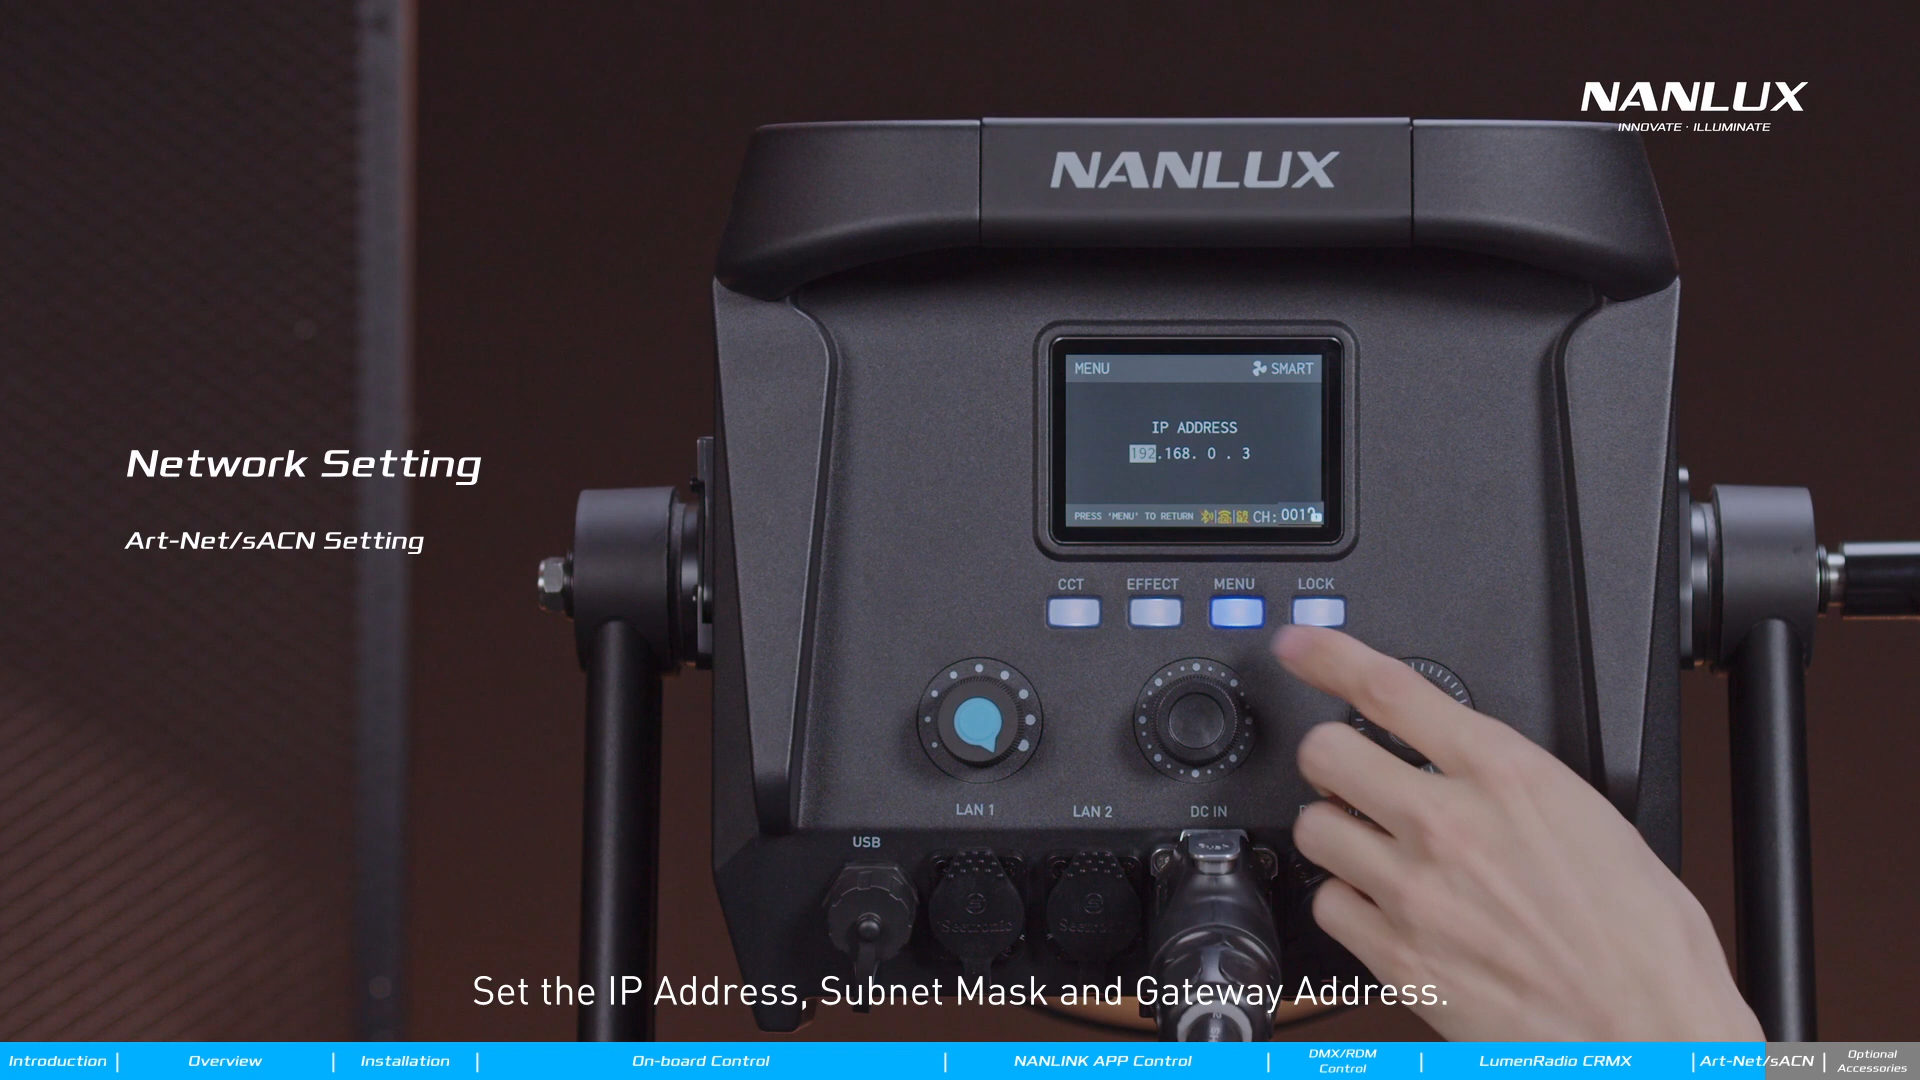 NANLUX
INNOVATE · ILLUMINATE
NANLUX
MENU SMART
IP ADDRESS
192.168. 0 . 3
PRESS 'MENU' TO RETURN CH: 001
Network Setting
Art-Net/sACN Setting
CCT EFFECT MENU LOCK
LAN 1 LAN 2 DC IN
USB
Push
Seetronic Seetronic
Set the IP Address, Subnet Mask and Gateway Address.
Introduction | Overview | Installation | On-board Control | NANLINK APP Control | DMX/RDM Control | LumenRadio CRMX | Art-Net/sACN | Optional Accessories